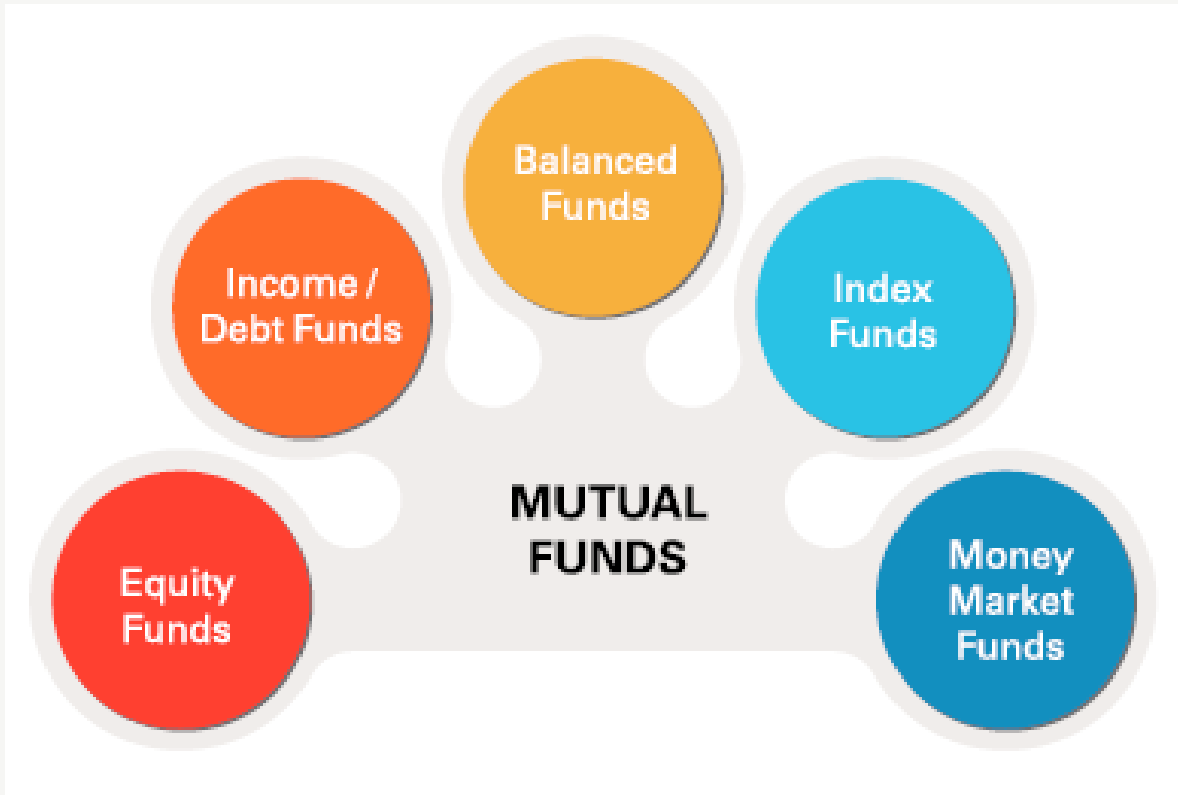 Balanced
Funds
Income /
Debt Funds
Index
Funds
MUTUAL
FUNDS
Equity
Funds
Money
Market
Funds